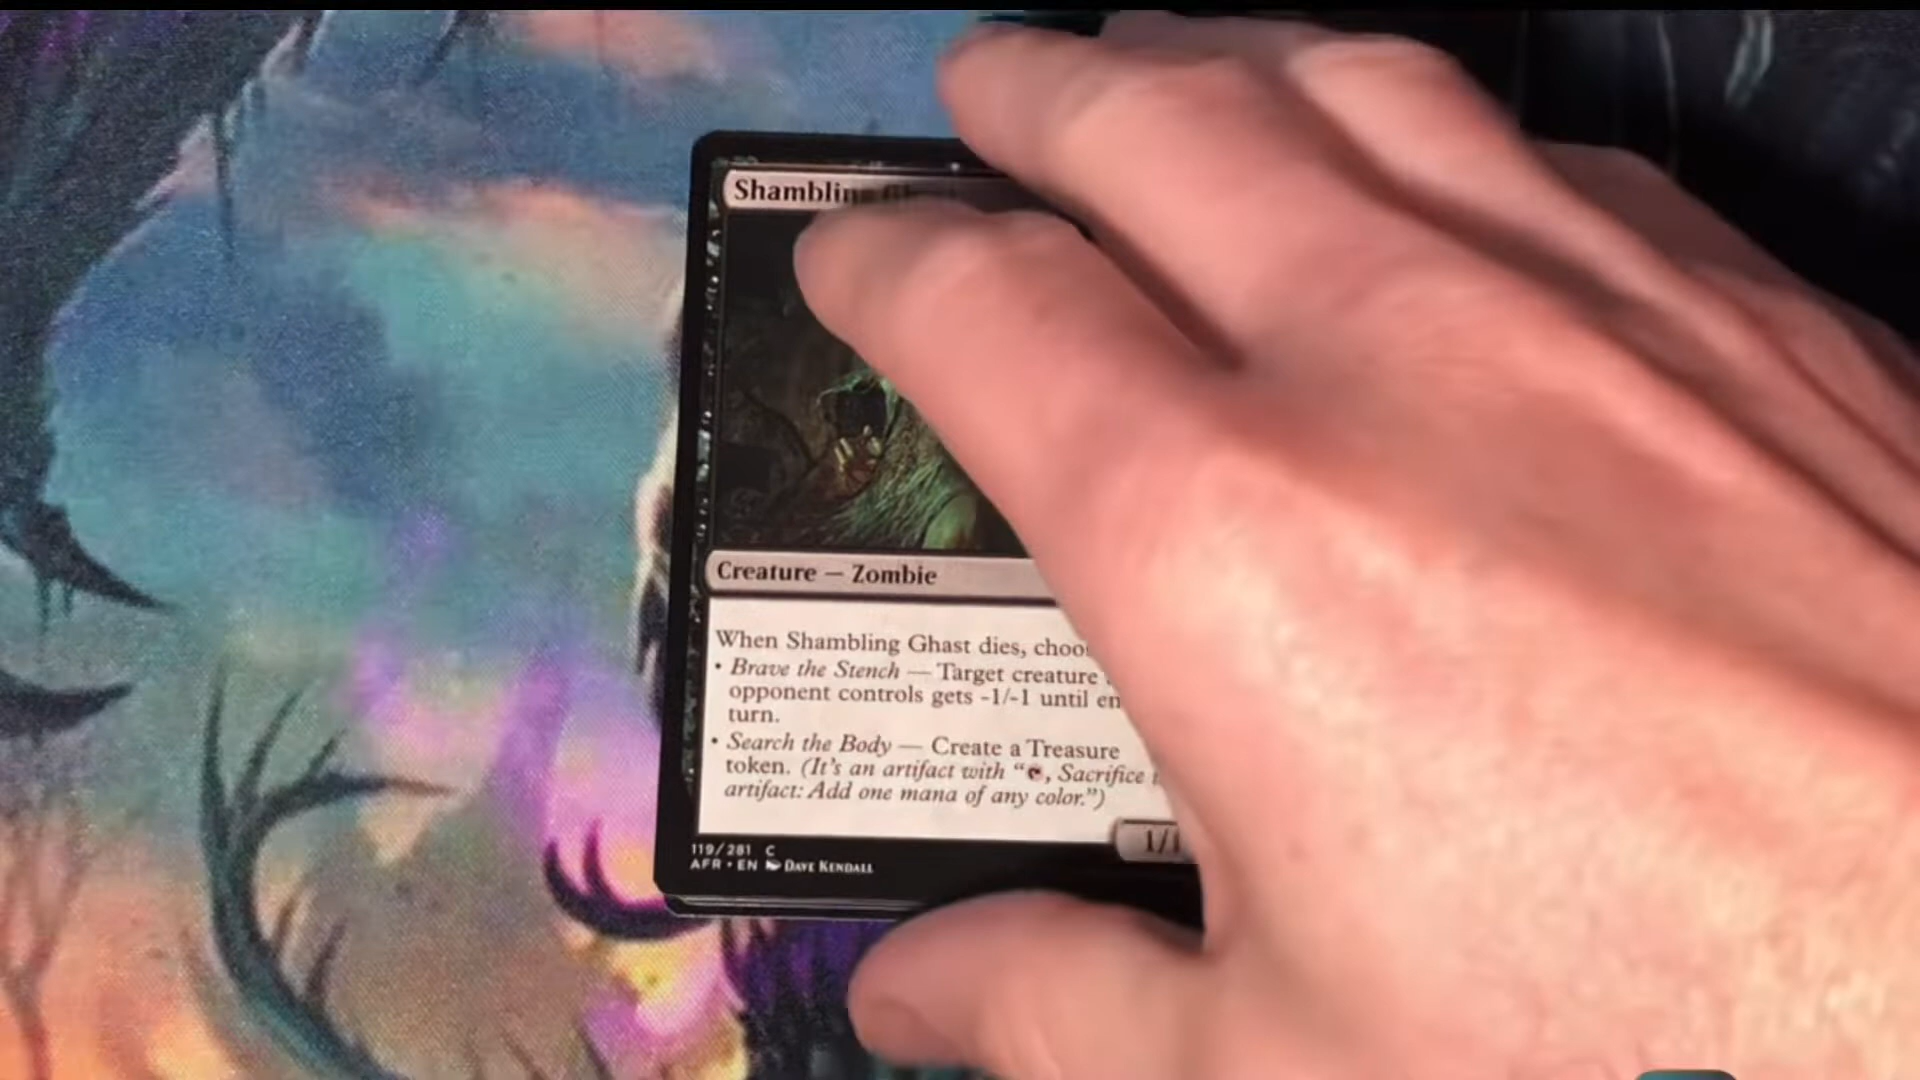 Shambling Ghast
Creature — Zombie
When Shambling Ghast dies, choo
• Brave the Stench — Target creature
opponent controls gets -1/-1 until en
turn.
• Search the Body — Create a Treasure
token. (It's an artifact with “, Sacrifice t
artifact: Add one mana of any color.”)
1/1
119/281 C
AFR • EN DAVE KENDALL